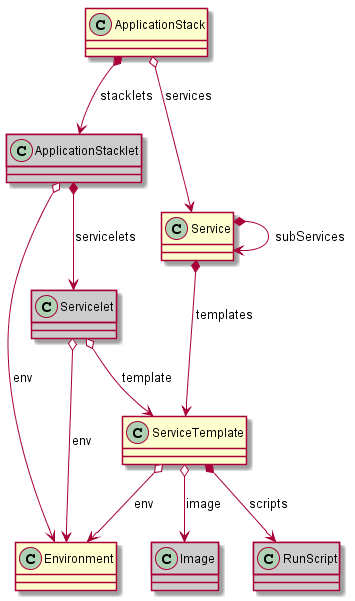 C ApplicationStack
stacklets
services
C ApplicationStacklet
servicelets
C Service
subServices
C Servicelet
templates
env
env
template
C ServiceTemplate
env
image
scripts
C Environment
C Image
C RunScript